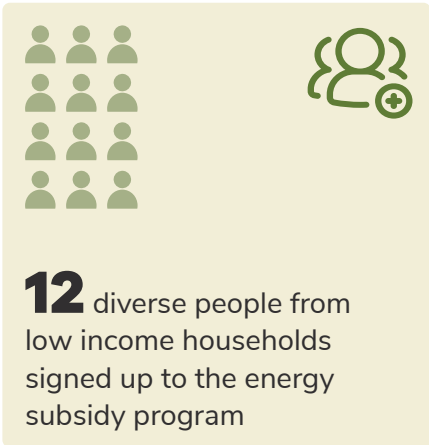 12 diverse people from
low income households
signed up to the energy
subsidy program